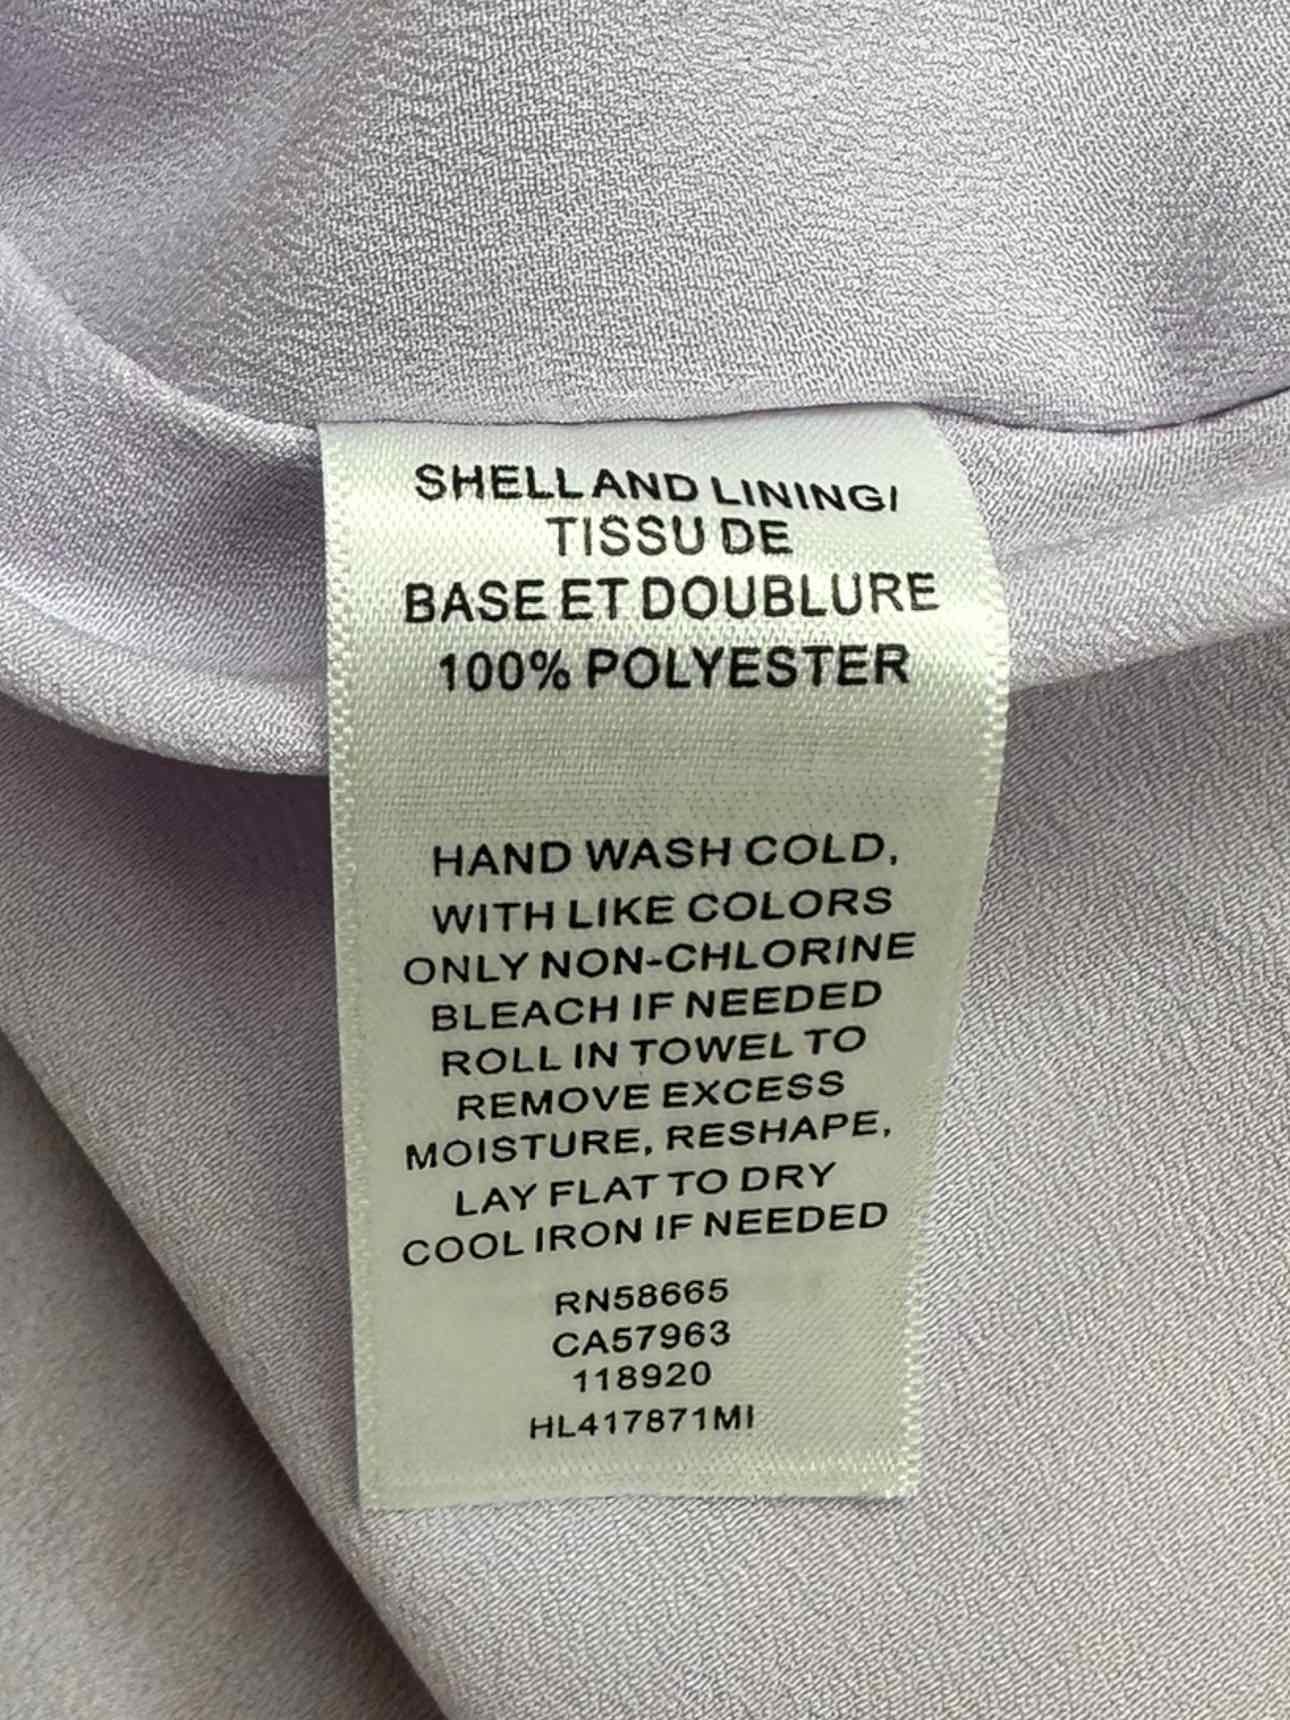 SHELL AND LINING/
TISSU DE
BASE ET DOUBLURE
100% POLYESTER
HAND WASH COLD,
WITH LIKE COLORS
ONLY NON-CHLORINE
BLEACH IF NEEDED
ROLL IN TOWEL TO
REMOVE EXCESS
MOISTURE, RESHAPE,
LAY FLAT TO DRY
COOL IRON IF NEEDED
RN58665
CA57963
118920
HL417871MI